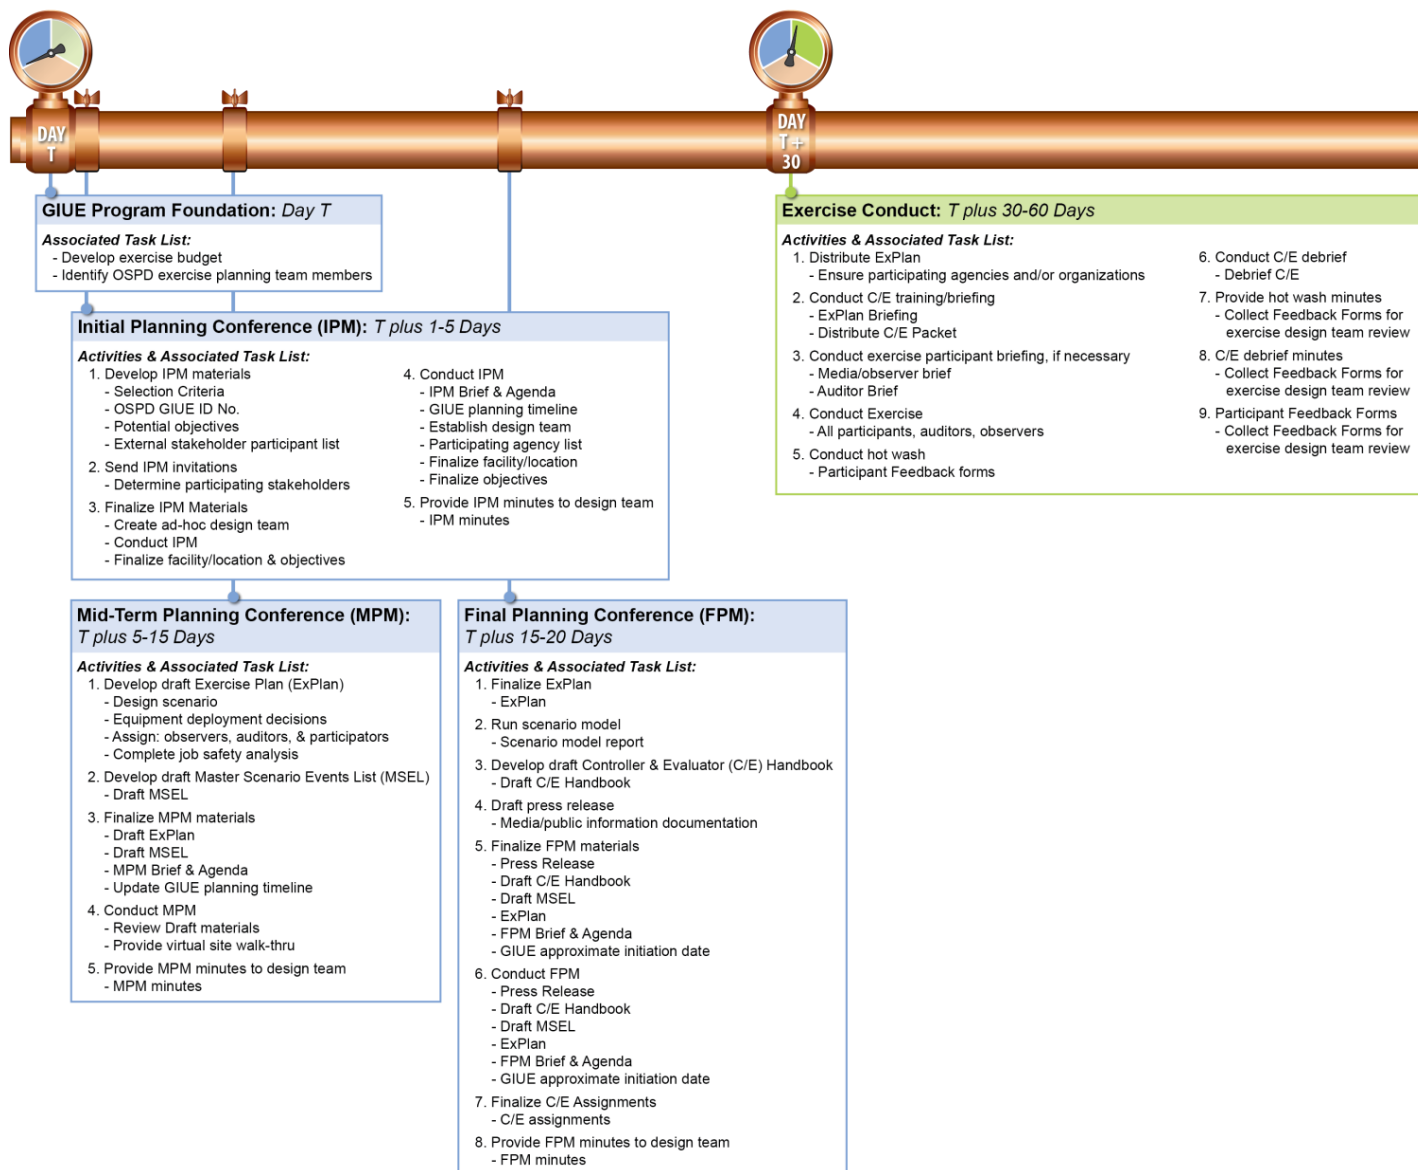 DAY
T
DAY
T +
30
GIUE Program Foundation: Day T
Associated Task List:
- Develop exercise budget
- Identify OSPD exercise planning team members
Initial Planning Conference (IPM): T plus 1-5 Days
Activities & Associated Task List:
1. Develop IPM materials
- Selection Criteria
- OSPD GIUE ID No.
- Potential objectives
- External stakeholder participant list
2. Send IPM invitations
- Determine participating stakeholders
3. Finalize IPM Materials
- Create ad-hoc design team
- Conduct IPM
- Finalize facility/location & objectives
4. Conduct IPM
- IPM Brief & Agenda
- GIUE planning timeline
- Establish design team
- Participating agency list
- Finalize facility/location
- Finalize objectives
5. Provide IPM minutes to design team
- IPM minutes
Mid-Term Planning Conference (MPM):
T plus 5-15 Days
Activities & Associated Task List:
1. Develop draft Exercise Plan (ExPlan)
- Design scenario
- Equipment deployment decisions
- Assign: observers, auditors, & participators
- Complete job safety analysis
2. Develop draft Master Scenario Events List (MSEL)
- Draft MSEL
3. Finalize MPM materials
- Draft ExPlan
- Draft MSEL
- MPM Brief & Agenda
- Update GIUE planning timeline
4. Conduct MPM
- Review Draft materials
- Provide virtual site walk-thru
5. Provide MPM minutes to design team
- MPM minutes
Final Planning Conference (FPM):
T plus 15-20 Days
Activities & Associated Task List:
1. Finalize ExPlan
- ExPlan
2. Run scenario model
- Scenario model report
3. Develop draft Controller & Evaluator (C/E) Handbook
- Draft C/E Handbook
4. Draft press release
- Media/public information documentation
5. Finalize FPM materials
- Press Release
- Draft C/E Handbook
- Draft MSEL
- ExPlan
- FPM Brief & Agenda
- GIUE approximate initiation date
6. Conduct FPM
- Press Release
- Draft C/E Handbook
- Draft MSEL
- ExPlan
- FPM Brief & Agenda
- GIUE approximate initiation date
7. Finalize C/E Assignments
- C/E assignments
8. Provide FPM minutes to design team
- FPM minutes
Exercise Conduct: T plus 30-60 Days
Activities & Associated Task List:
1. Distribute ExPlan
- Ensure participating agencies and/or organizations
2. Conduct C/E training/briefing
- ExPlan Briefing
- Distribute C/E Packet
3. Conduct exercise participant briefing, if necessary
- Media/observer brief
- Auditor Brief
4. Conduct Exercise
- All participants, auditors, observers
5. Conduct hot wash
- Participant Feedback forms
6. Conduct C/E debrief
- Debrief C/E
7. Provide hot wash minutes
- Collect Feedback Forms for
exercise design team review
8. C/E debrief minutes
- Collect Feedback Forms for
exercise design team review
9. Participant Feedback Forms
- Collect Feedback Forms for
exercise design team review